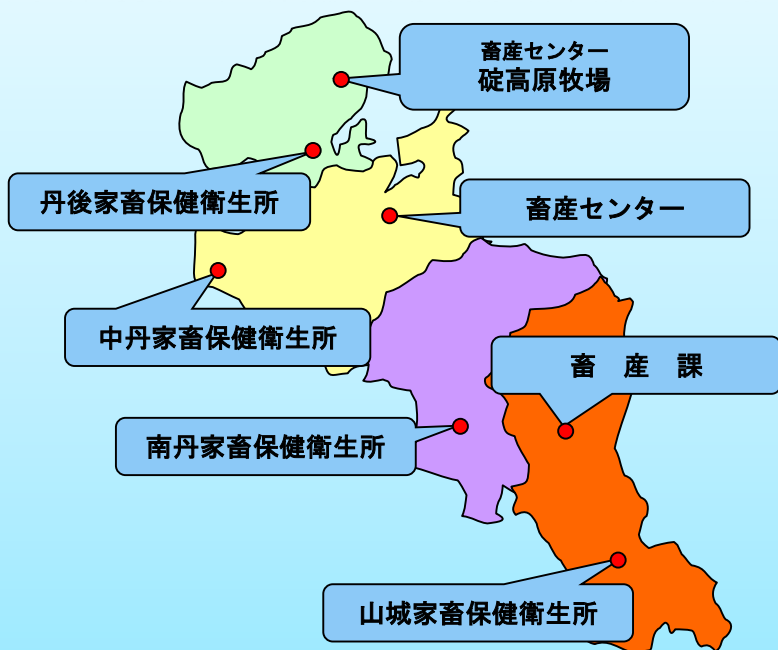 畜産センター
碇高原牧場
丹後家畜保健衛生所
畜産センター
中丹家畜保健衛生所
畜　産　課
南丹家畜保健衛生所
山城家畜保健衛生所